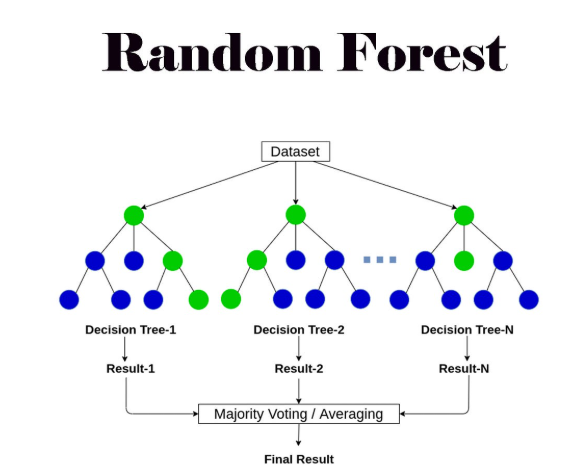 Random Forest
Dataset
Decision Tree-1 Decision Tree-2 Decision Tree-N
Result-1 Result-2 Result-N
Majority Voting / Averaging
Final Result